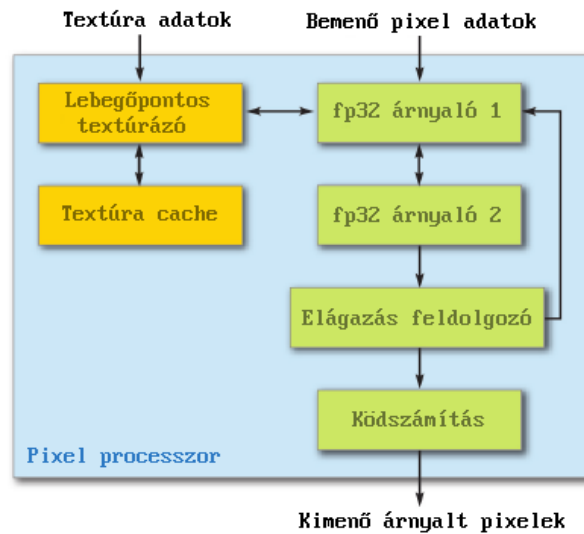 Textúra adatok
Bemenő pixel adatok
Lebegőpontos
textúrázó
fp32 árnyaló 1
Textúra cache
fp32 árnyaló 2
Elágazás feldolgozó
Ködszámítás
Pixel processzor
Kimenő árnyalt pixelek